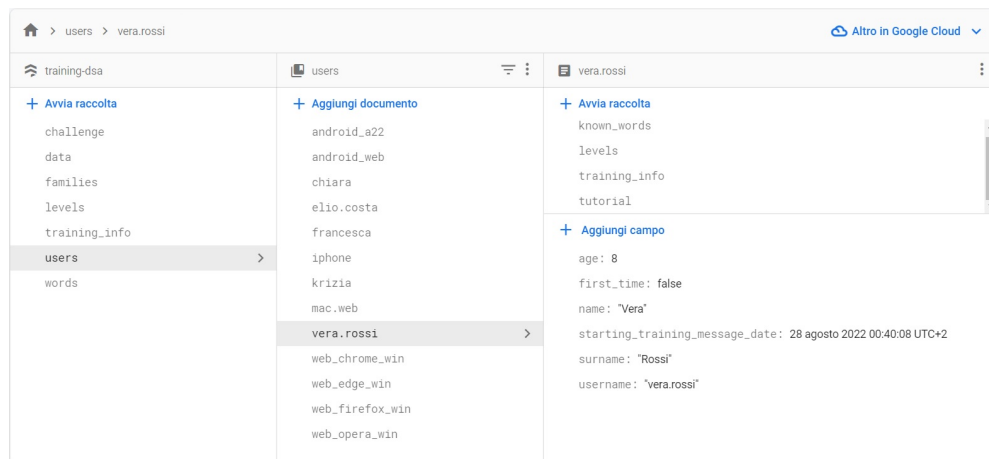 users > vera.rossi
Altro in Google Cloud
training-dsa
Avvia raccolta
challenge
data
families
levels
training_info
users
words
users
Aggiungi documento
android_a22
android_web
chiara
elio.costa
francesca
iphone
krizia
mac.web
vera.rossi
web_chrome_win
web_edge_win
web_firefox_win
web_opera_win
vera.rossi
Avvia raccolta
known_words
levels
training_info
tutorial
Aggiungi campo
age: 8
first_time: false
name: "Vera"
starting_training_message_date: 28 agosto 2022 00:40:08 UTC+2
surname: "Rossi"
username: "vera.rossi"